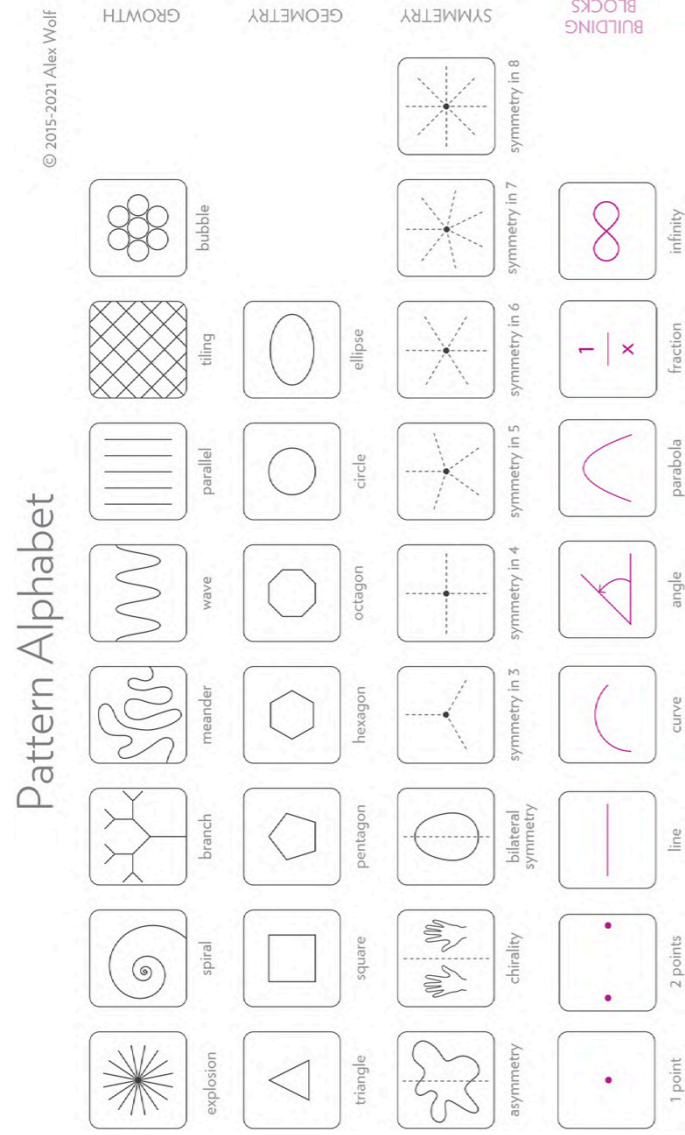 Pattern Alphabet
© 2015-2021 Alex Wolf
explosion
spiral
branch
meander
wave
parallel
tiling
bubble
GROWTH
triangle
square
pentagon
hexagon
octagon
circle
ellipse
GEOMETRY
asymmetry
chirality
bilateral
symmetry
symmetry in 3
symmetry in 4
symmetry in 5
symmetry in 6
symmetry in 7
symmetry in 8
SYMMETRY
1 point
2 points
line
curve
angle
parabola
1
x
fraction
infinity
BUILDING
BLOCKS